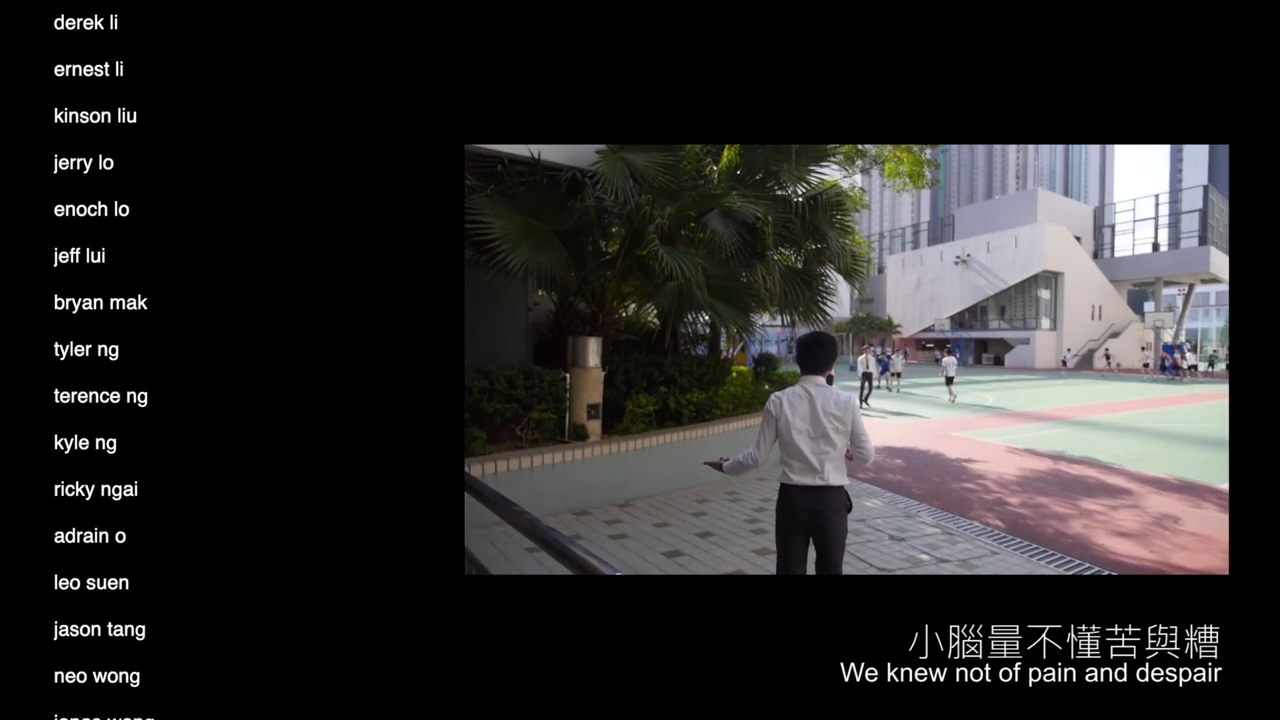 derek li
ernest li
kinson liu
jerry lo
enoch lo
jeff lui
bryan mak
tyler ng
terence ng
kyle ng
ricky ngai
adrain o
leo suen
jason tang
neo wong
小腦量不懂苦與糟
We knew not of pain and despair